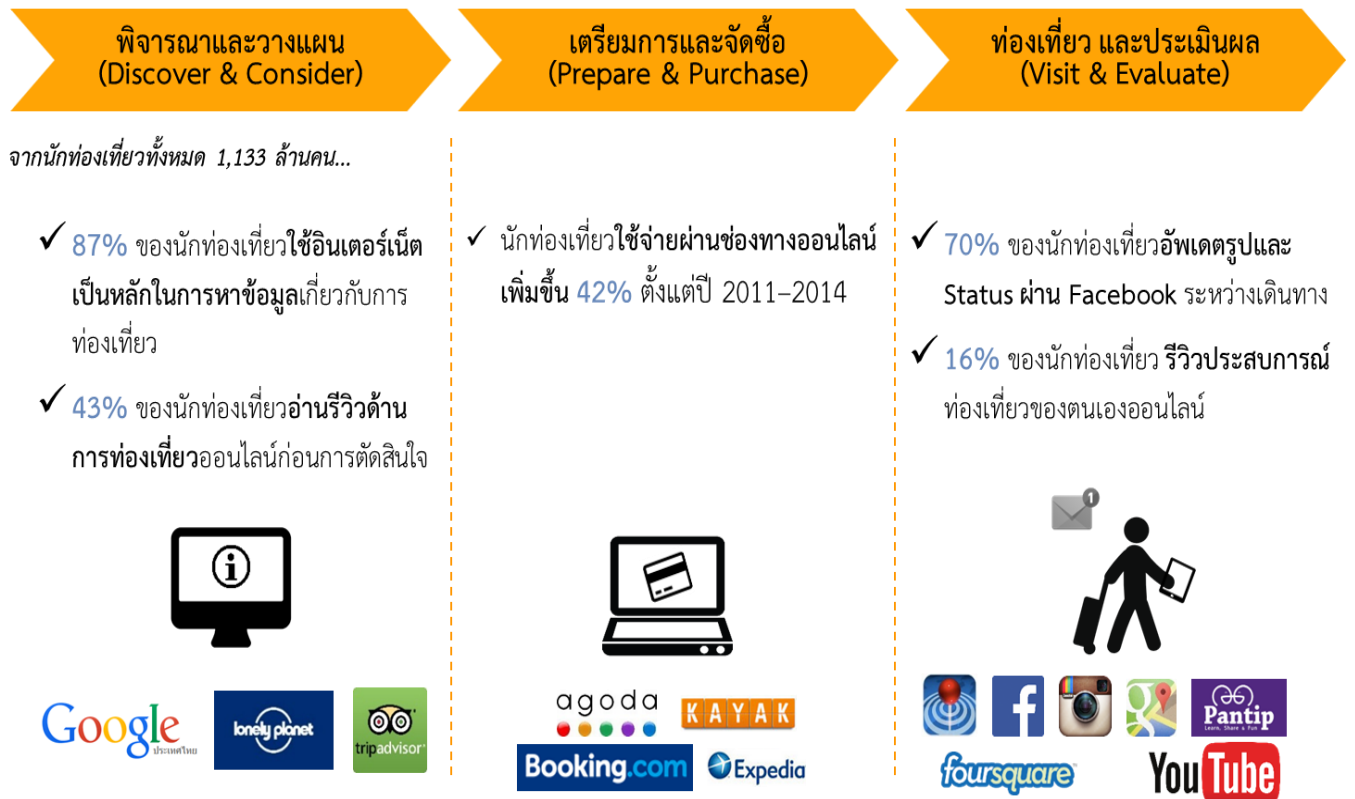 พิจารณาและวางแผน
(Discover & Consider)
เตรียมการและจัดซื้อ
(Prepare & Purchase)
ท่องเที่ยว และประเมินผล
(Visit & Evaluate)
จากนักท่องเที่ยวทั้งหมด 1,133 ล้านคน...
87% ของนักท่องเที่ยวใช้อินเตอร์เน็ต
เป็นหลักในการหาข้อมูลเกี่ยวกับการ
ท่องเที่ยว
43% ของนักท่องเที่ยวอ่านรีวิวด้าน
การท่องเที่ยวออนไลน์ก่อนการตัดสินใจ
นักท่องเที่ยวใช้จ่ายผ่านช่องทางออนไลน์
เพิ่มขึ้น 42% ตั้งแต่ปี 2011–2014
70% ของนักท่องเที่ยวอัพเดตรูปและ
Status ผ่าน Facebook ระหว่างเดินทาง
16% ของนักท่องเที่ยว รีวิวประสบการณ์
ท่องเที่ยวของตนเองออนไลน์
1
Google
ประเทศไทย
lonely planet
tripadvisor
agoda
KAYAK
Booking.com
Expedia
f
g
Pantip
Learn, Share & Fun
foursquare
YouTube